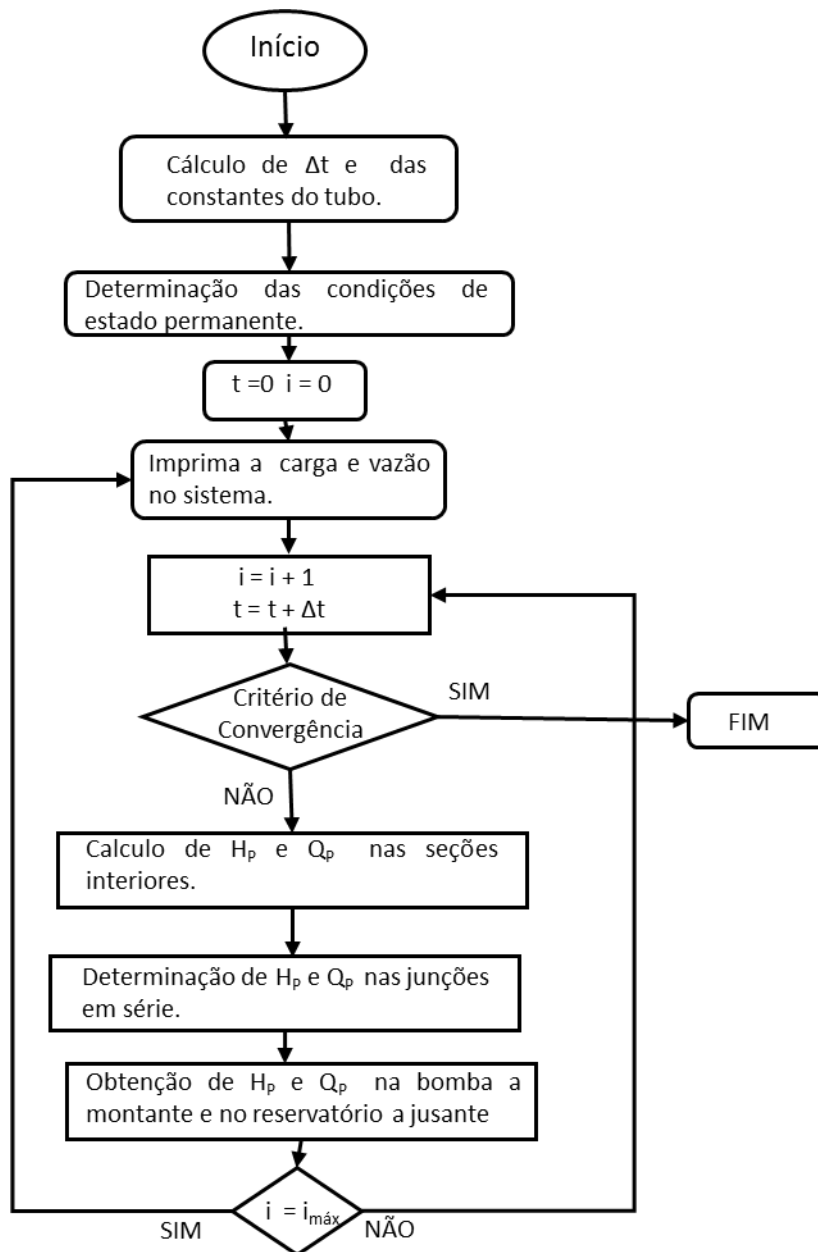 Início
Cálculo de Δt e das
constantes do tubo.
Determinação das condições de
estado permanente.
t =0 i = 0
Imprima a carga e vazão
no sistema.
i = i + 1
t = t + Δt
Critério de
Convergência
SIM
FIM
NÃO
Calculo de Hₚ e Qₚ nas seções
interiores.
Determinação de Hₚ e Qₚ nas junções
em série.
Obtenção de Hₚ e Qₚ na bomba a
montante e no reservatório a jusante
i = imáx
SIM
NÃO